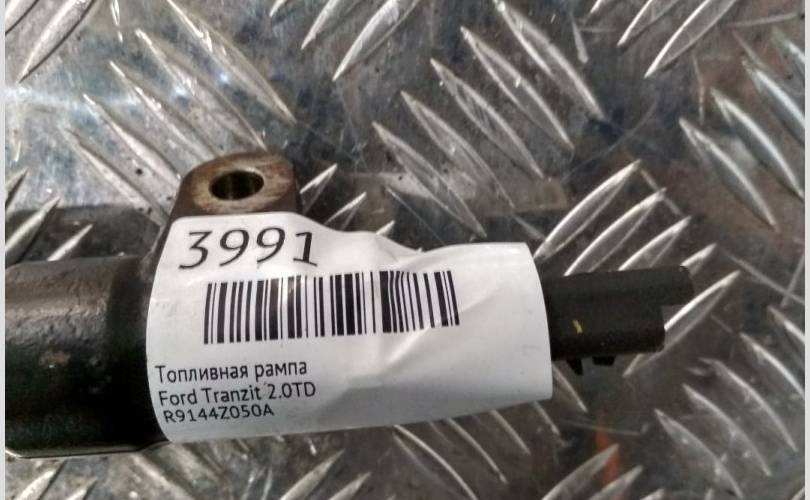 3991
Топливная рампа
Ford Tranzit 2.0TD
R9144Z050A